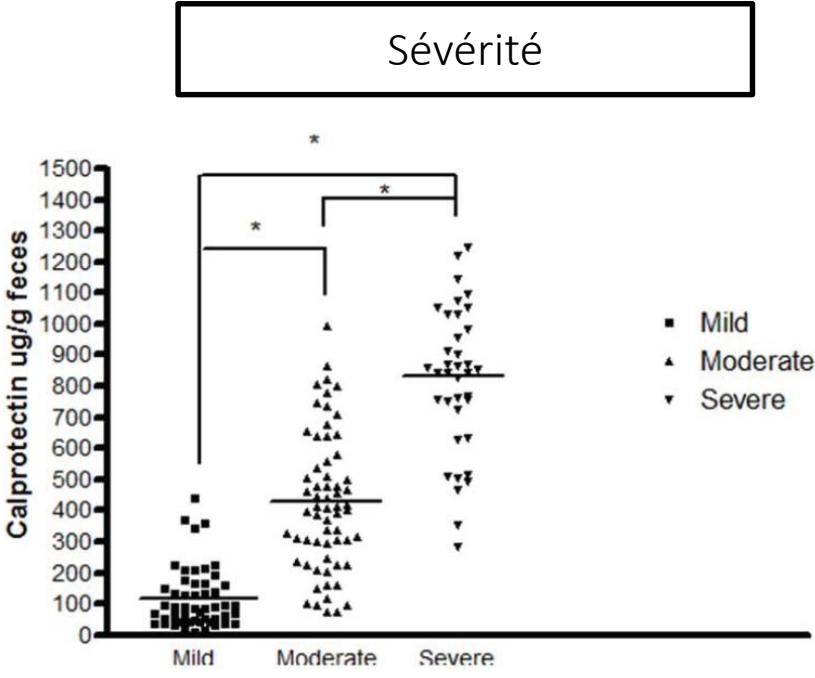 Sévérité
*
1500
*
1400
*
1300
1200
1100
1000
900
800
700
600
500
400
300
200
100
0
Calprotectin ug/g feces
Mild
Moderate
Severe
Mild
Moderate
Severe